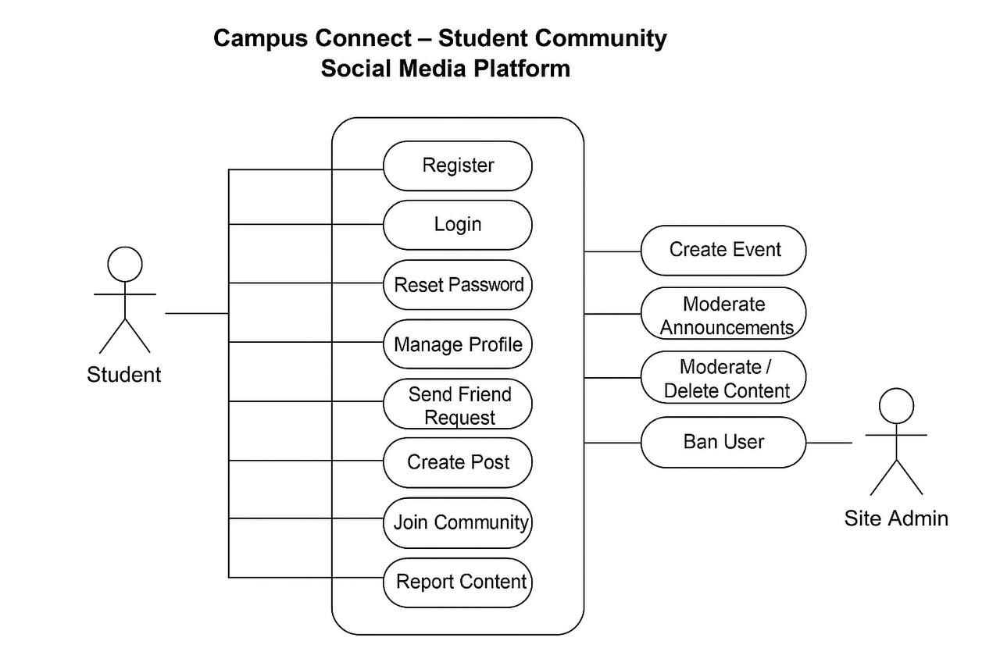 Campus Connect – Student Community
Social Media Platform
Register
Login
Reset Password
Manage Profile
Send Friend
Request
Create Post
Join Community
Report Content
Student
Create Event
Moderate
Announcements
Moderate /
Delete Content
Ban User
Site Admin